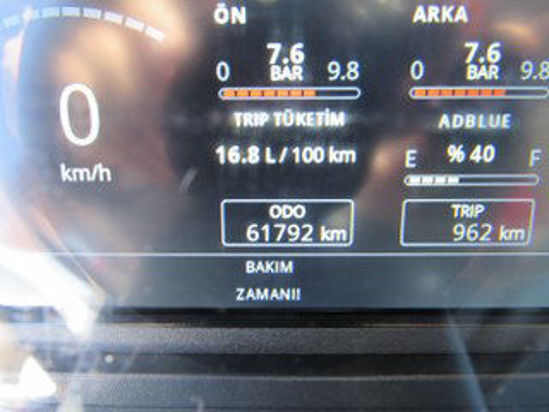 ÖN ARKA
7.6 7.6
0 BAR 9.8 0 BAR 9.8
TRIP TÜKETİM ADBLUE
16.8 L / 100 km E % 40 F
0
km/h
ODO TRIP
61792 km 962 km
BAKIM
ZAMANI!